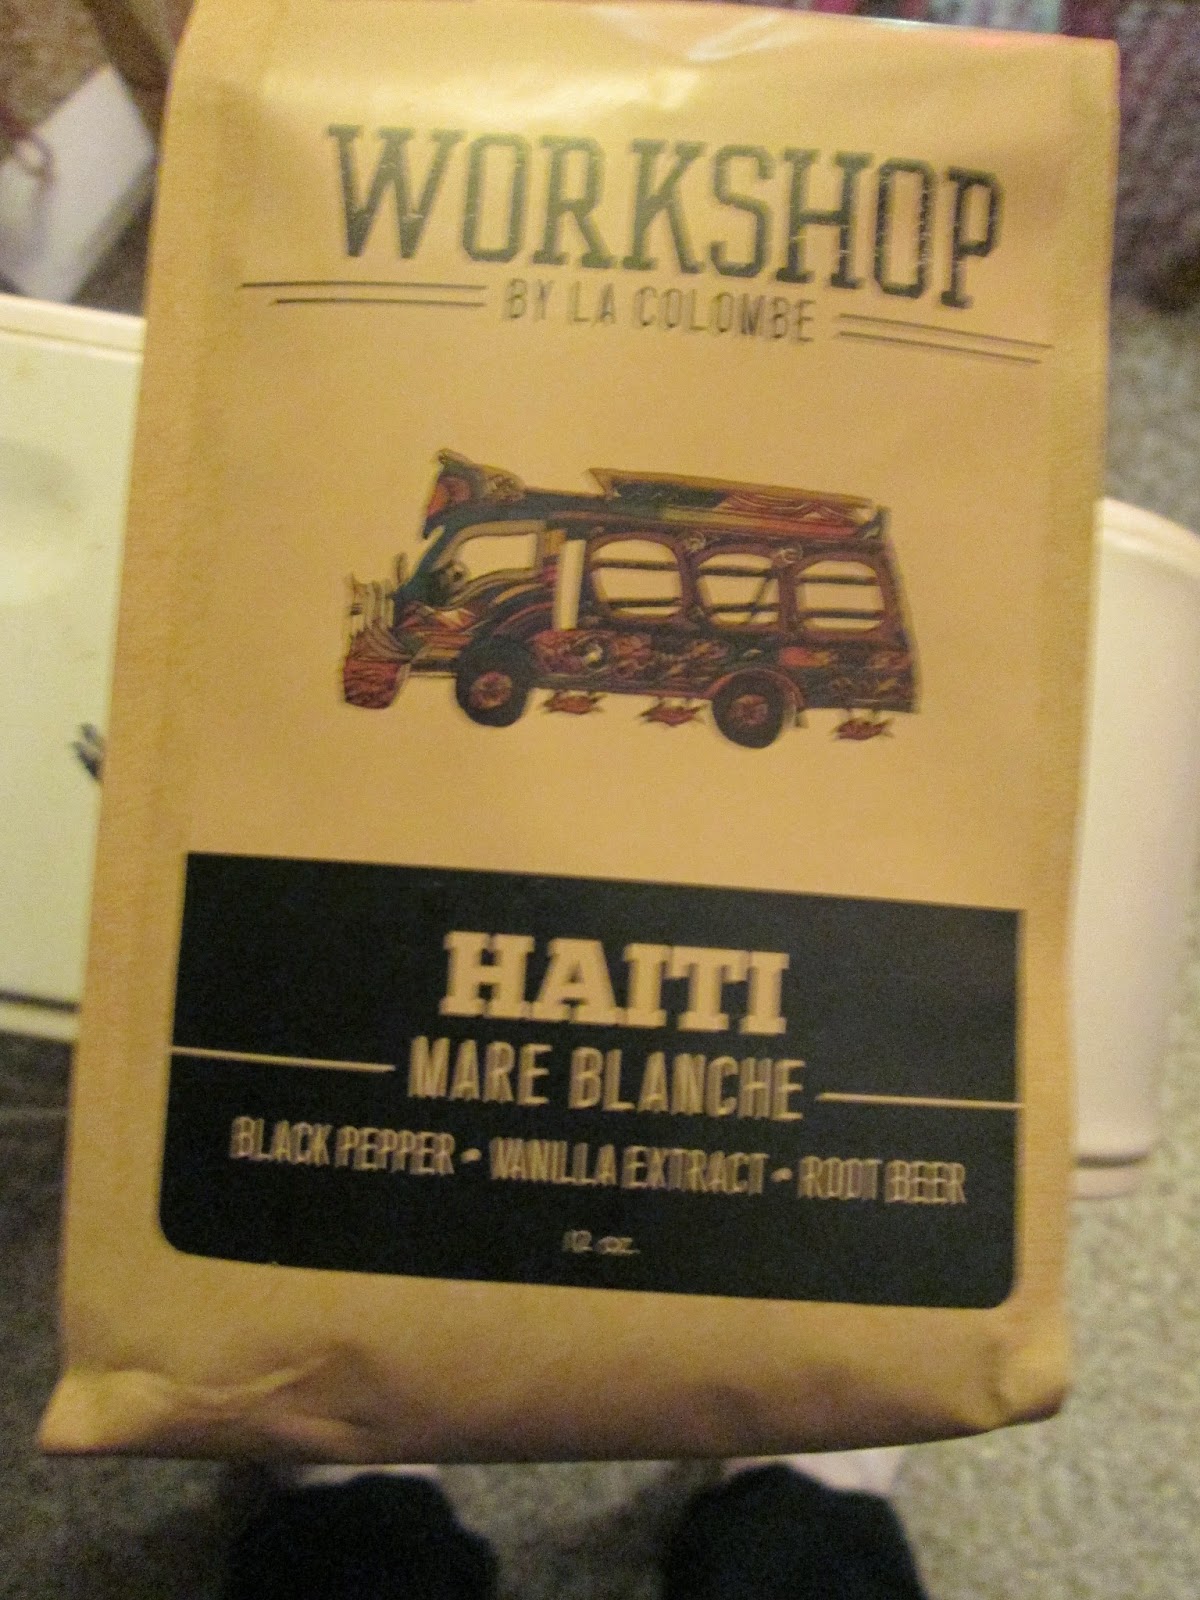 WORKSHOP
BY LA COLOMBE
HAITI
MARE BLANCHE
BLACK PEPPER - VANILLA EXTRACT - ROOT BEER
12 oz.